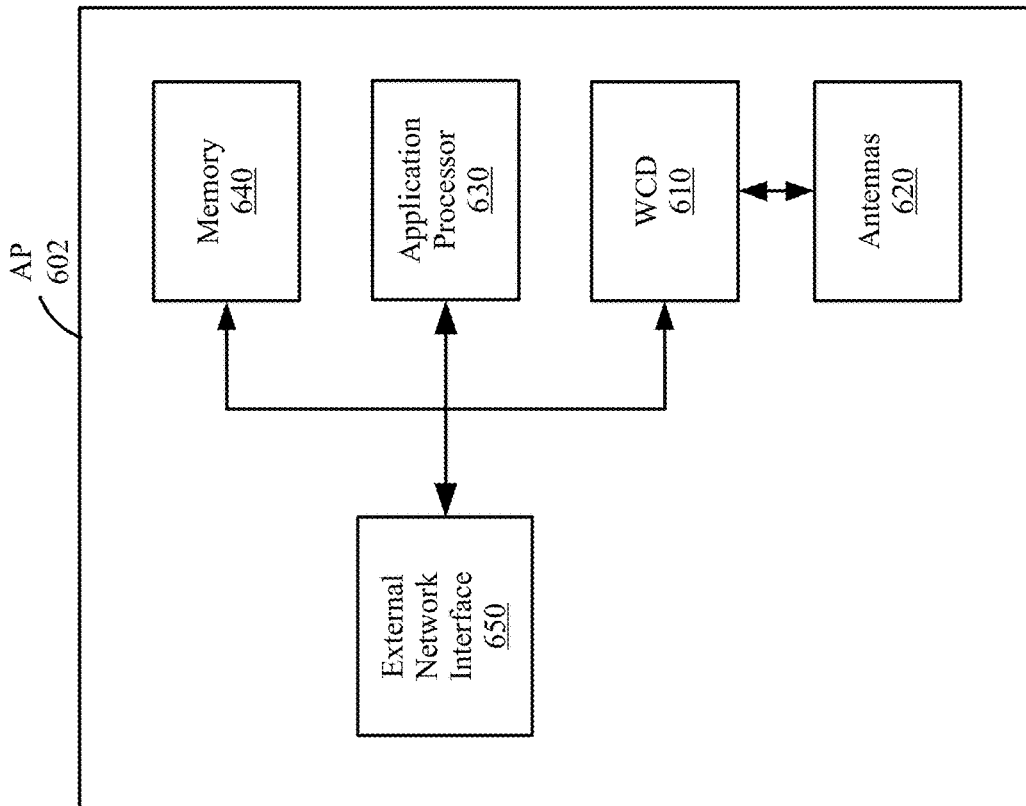 AP
602
External
Network
Interface
650
Memory
640
Application
Processor
630
WCD
610
Antennas
620